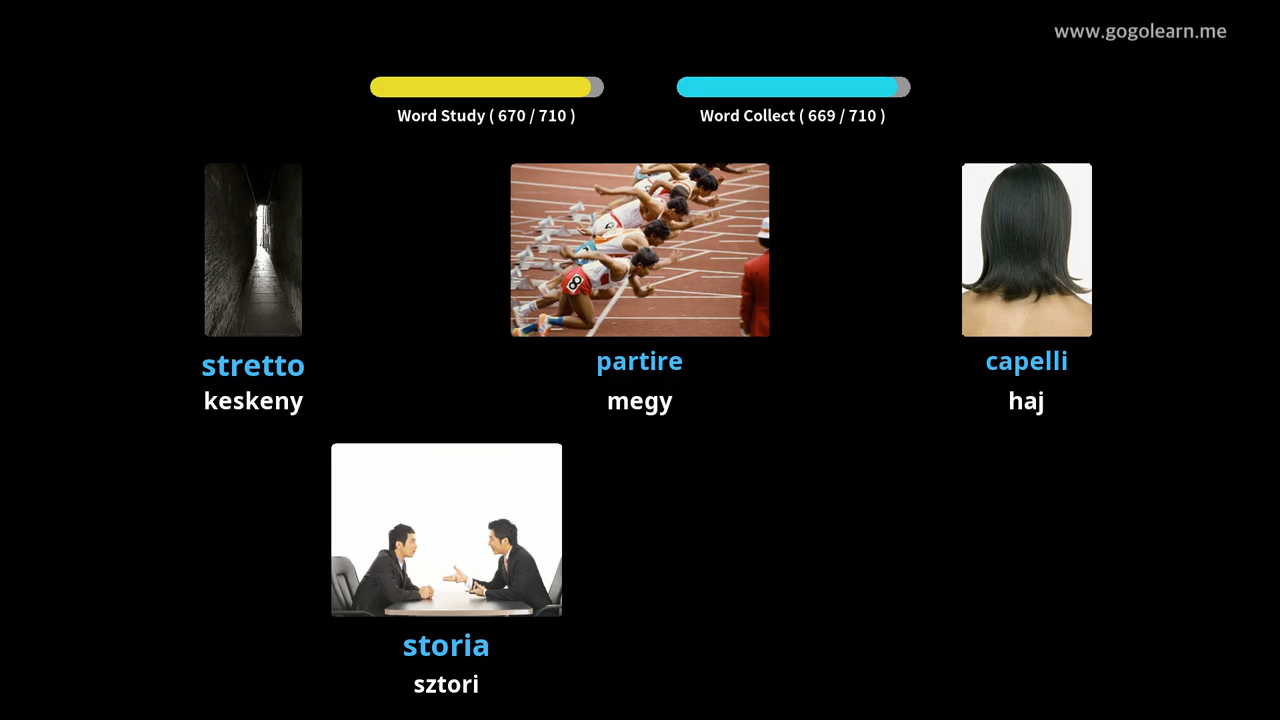 www.gogolearn.me
Word Study ( 670 / 710 )
Word Collect ( 669 / 710 )
stretto
keskeny
partire
megy
capelli
haj
storia
sztori